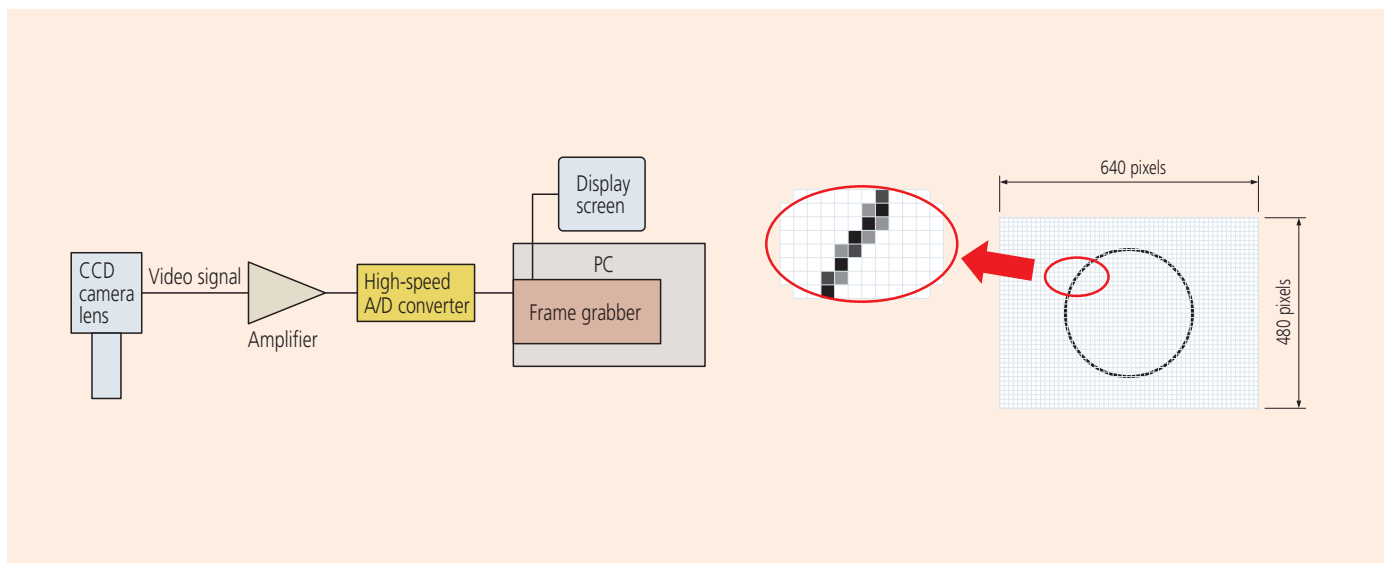 CCD
camera
lens
Video signal
Amplifier
High-speed
A/D converter
Display
screen
PC
Frame grabber
640 pixels
480 pixels